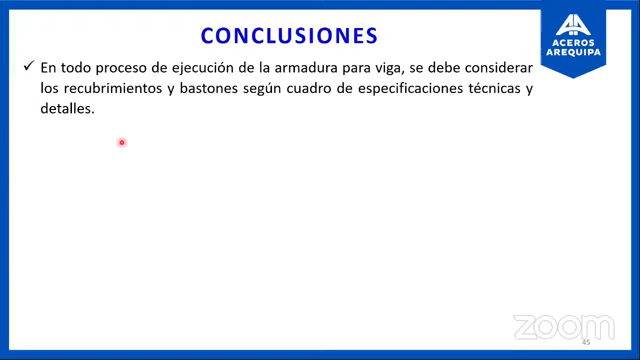 CONCLUSIONES
ACEROS
AREQUIPA
✓ En todo proceso de ejecución de la armadura para viga, se debe considerar
los recubrimientos y bastones según cuadro de especificaciones técnicas y
detalles.
zoom
45